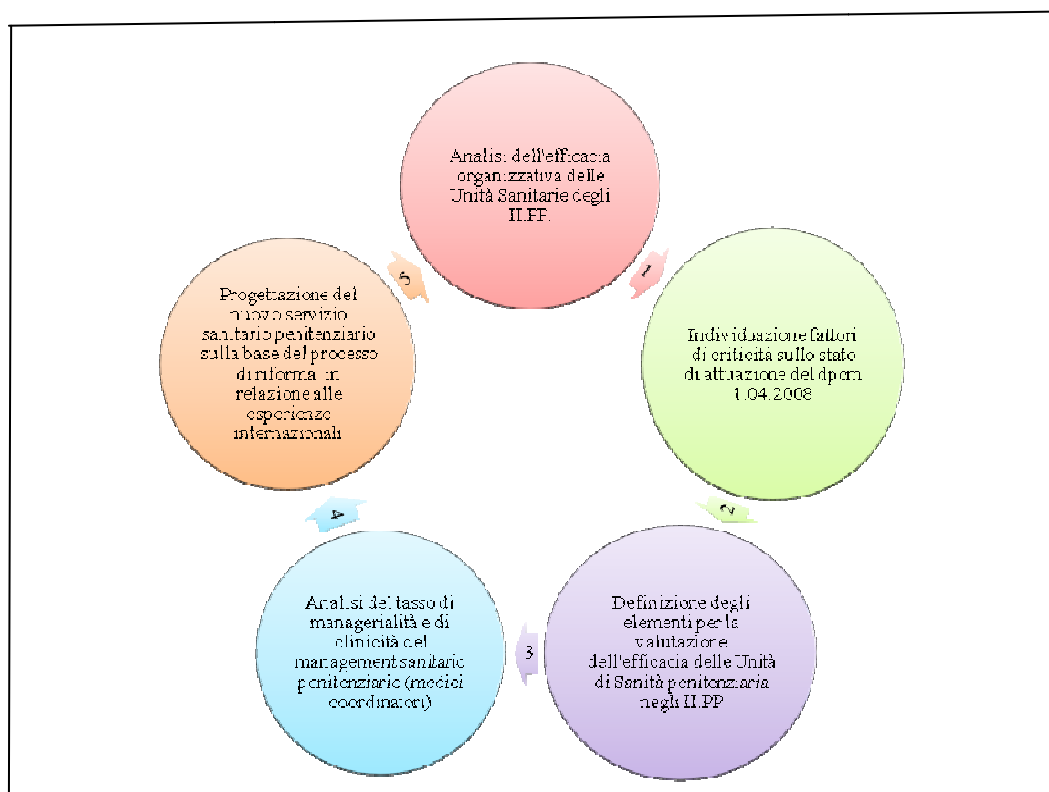 Analisi dell'efficacia
organizzativa delle
Unità Sanitarie degli
II.PP.
1
Individuazione fattori
di criticità sullo stato
di attuazione del dpcm
1.04.2008
2
Definizione degli
elementi per la
valutazione
dell'efficacia delle Unità
di Sanità penitenziaria
negli II.PP
3
Analisi del tasso di
managerialità e di
clinicità del
management sanitario
penitenziario (medici
coordinatori)
4
Progettazione del
nuovo servizio
sanitario penitenziario
sulla base del processo
di riforma in
relazione alle
esperienze
internazionali
5